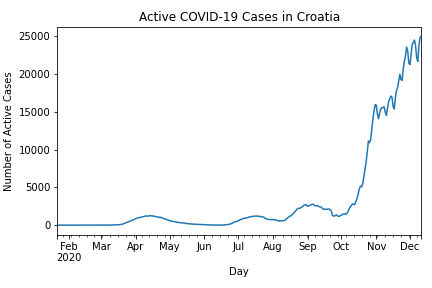 Active COVID-19 Cases in Croatia
Number of Active Cases
25000
20000
15000
10000
5000
0
Feb Mar Apr May Jun Jul Aug Sep Oct Nov Dec
2020
Day